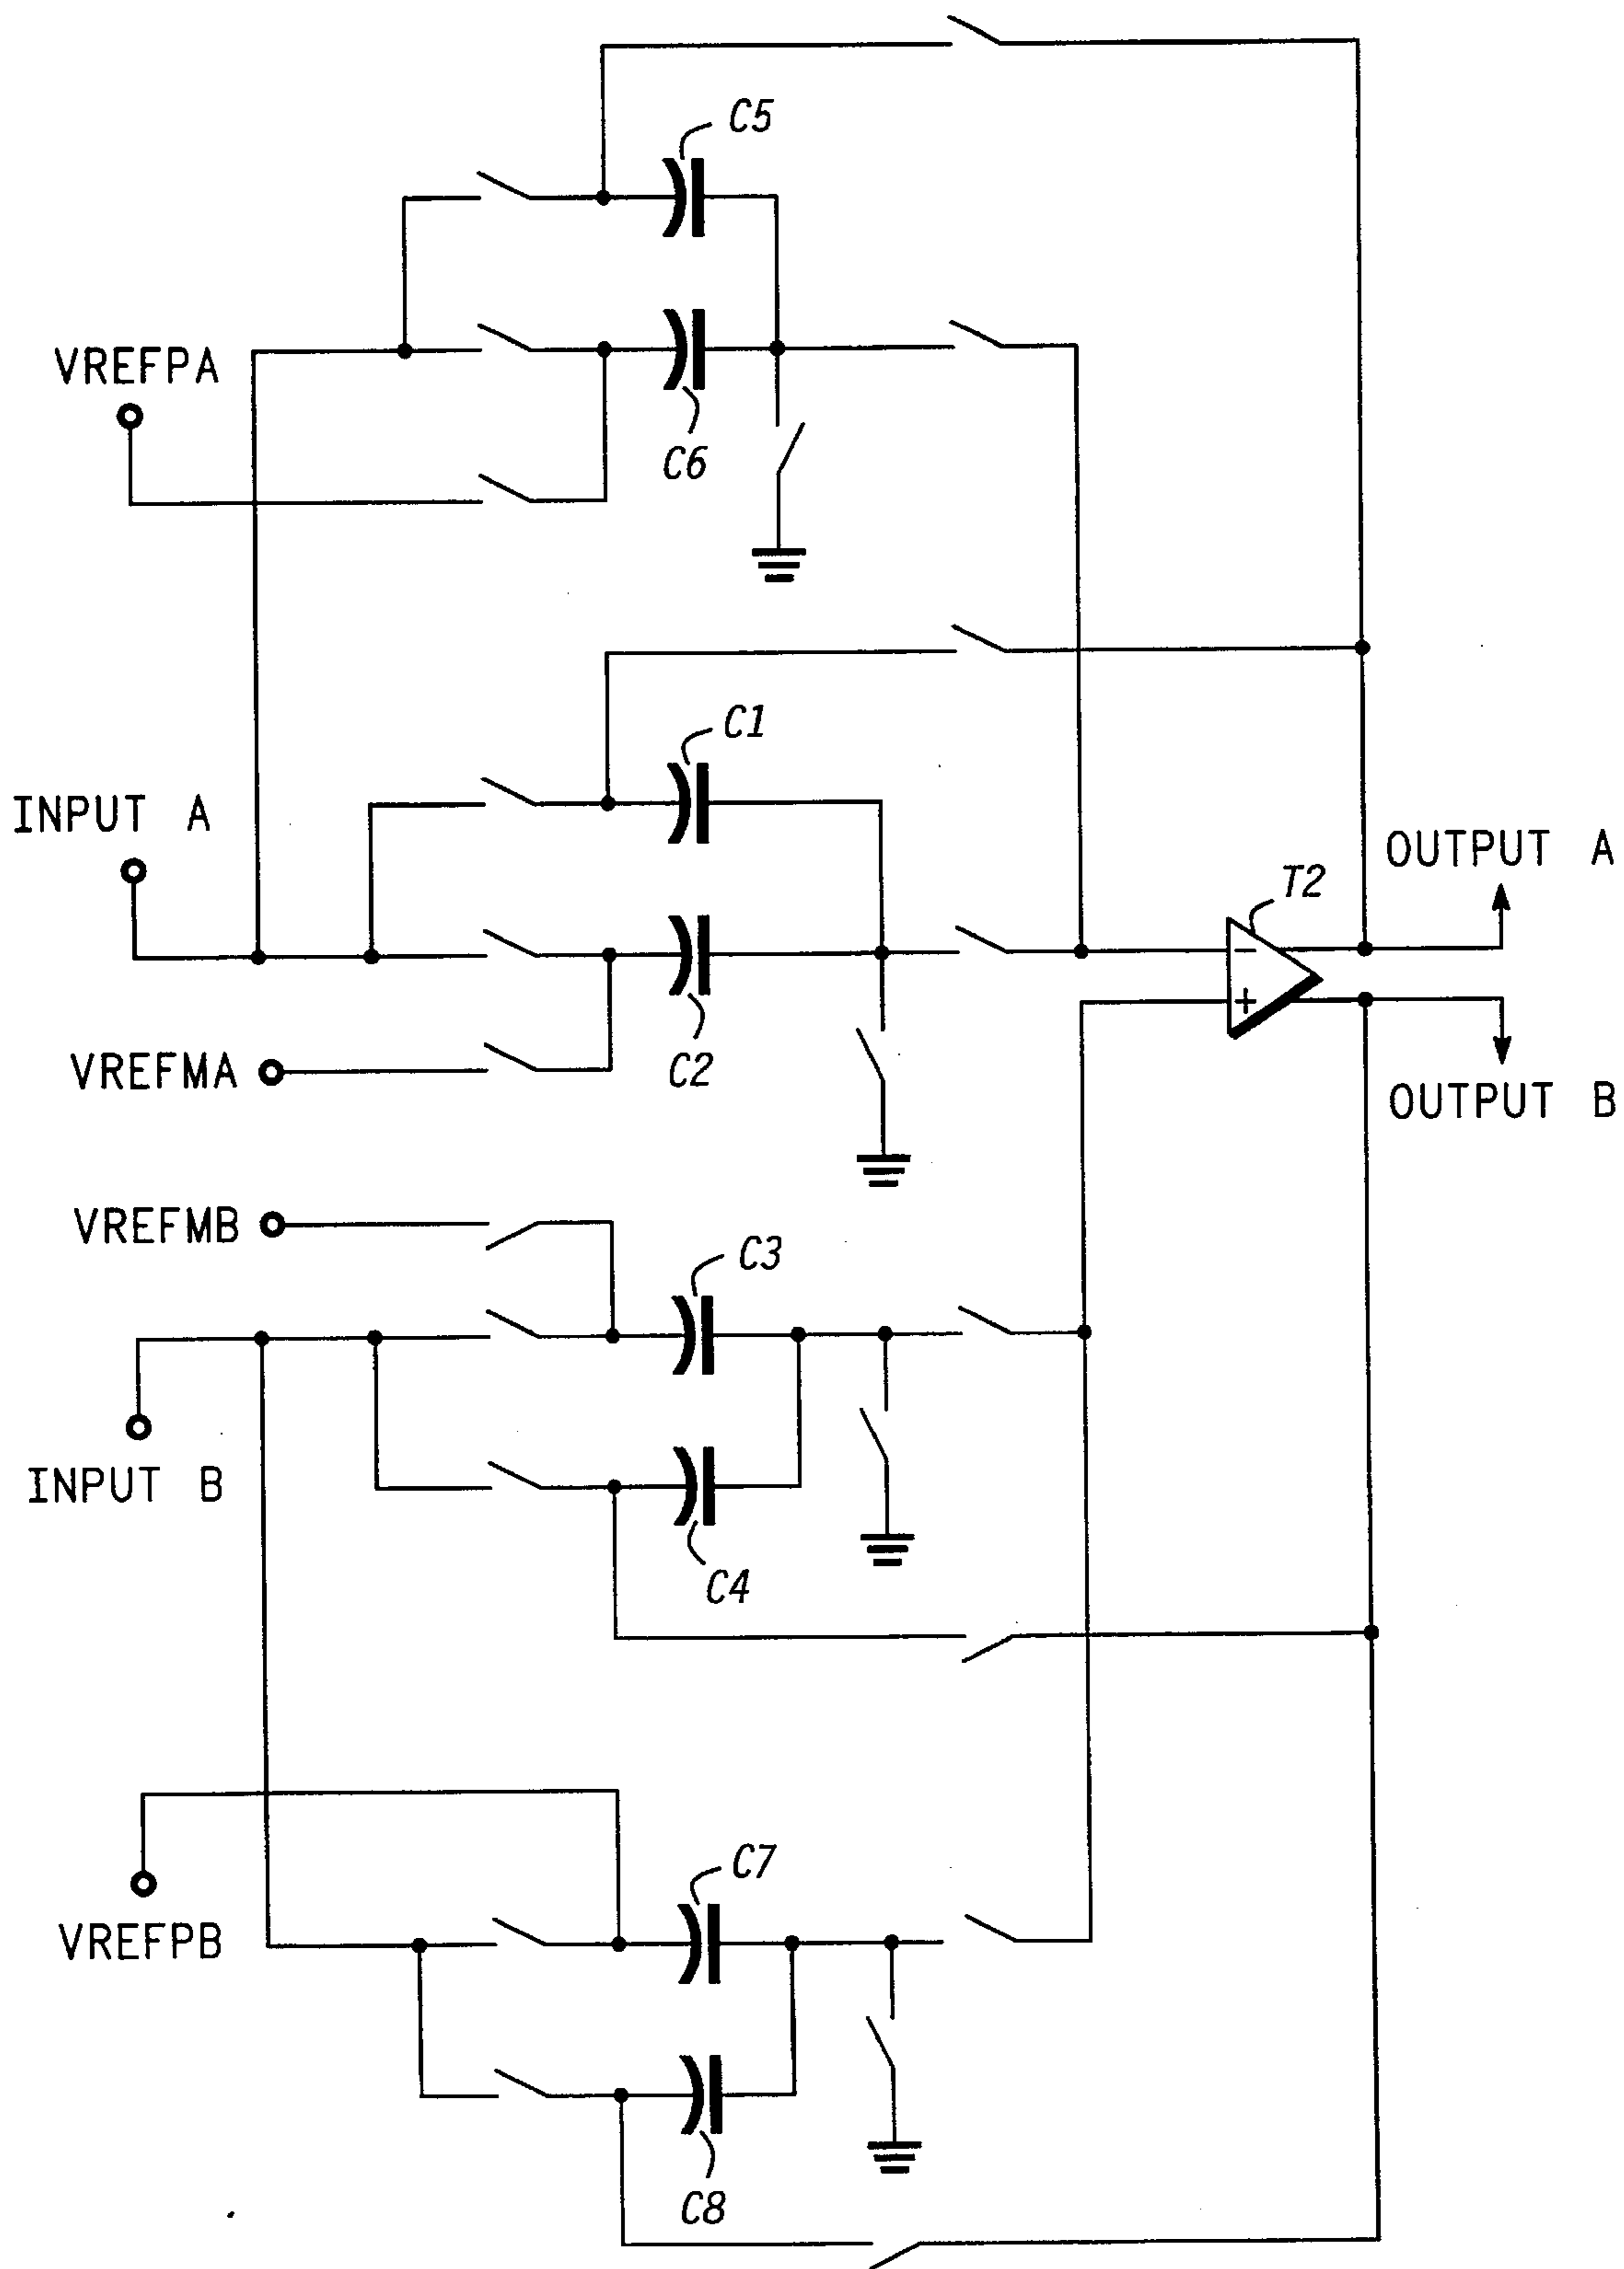 C5
VREFPA
C6
C1
INPUT A
OUTPUT A
T2
−
+
VREFMA
C2
OUTPUT B
VREFMB
C3
INPUT B
C4
C7
VREFPB
C8